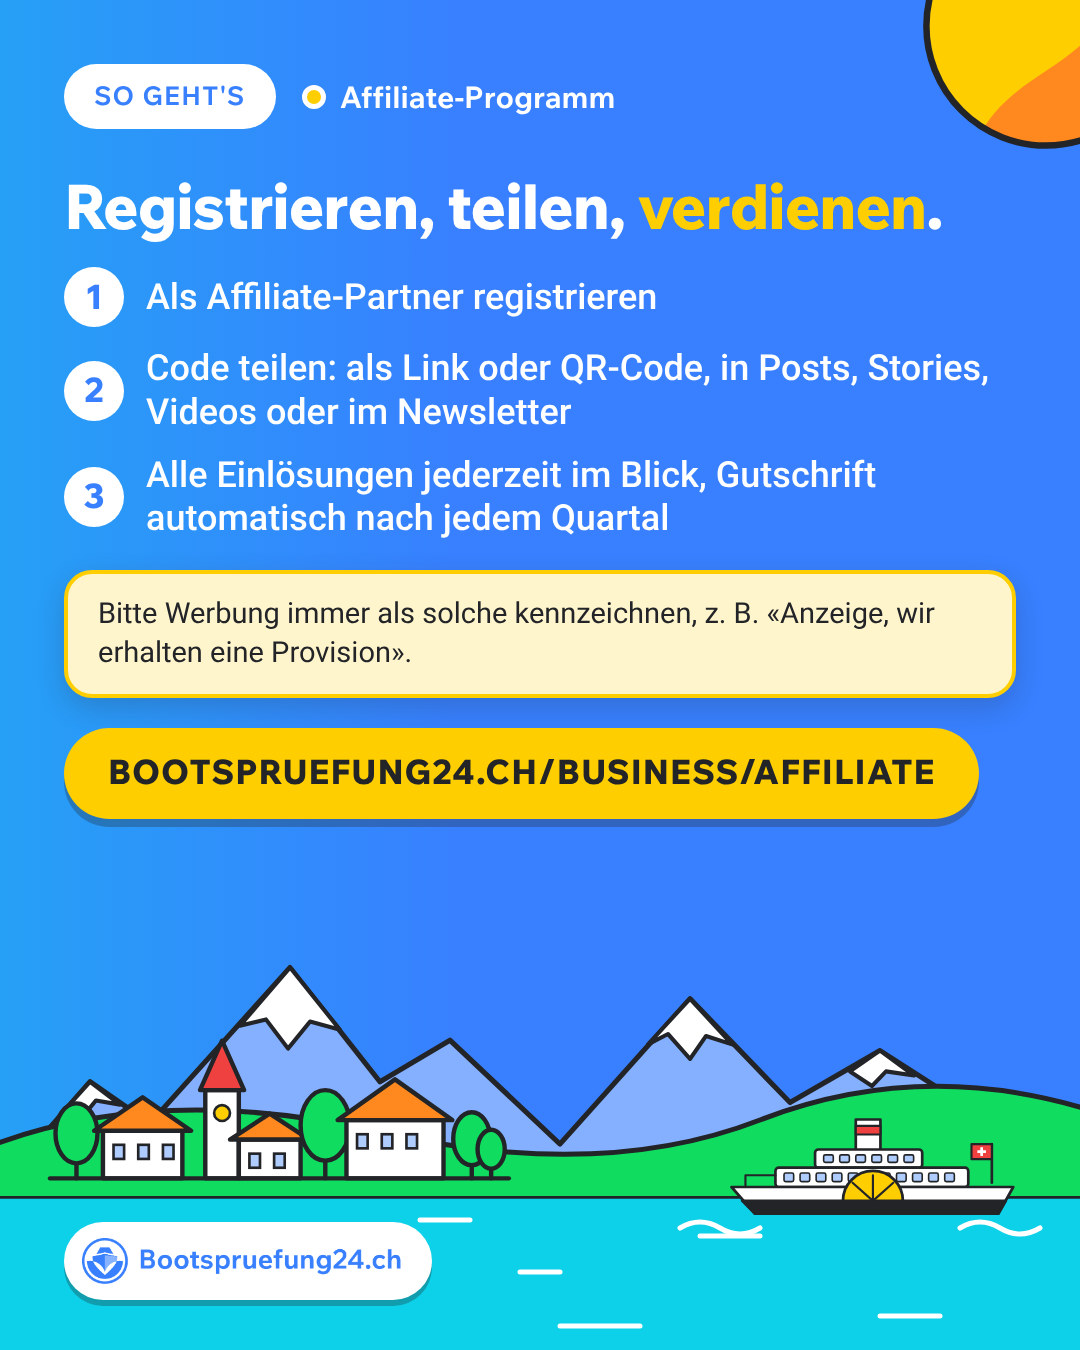 SO GEHT'S
Affiliate-Programm
Registrieren, teilen, verdienen.
1
Als Affiliate-Partner registrieren
2
Code teilen: als Link oder QR-Code, in Posts, Stories,
Videos oder im Newsletter
3
Alle Einlösungen jederzeit im Blick, Gutschrift
automatisch nach jedem Quartal
Bitte Werbung immer als solche kennzeichnen, z. B. «Anzeige, wir
erhalten eine Provision».
BOOTSPRUEFUNG24.CH/BUSINESS/AFFILIATE
Bootspruefung24.ch